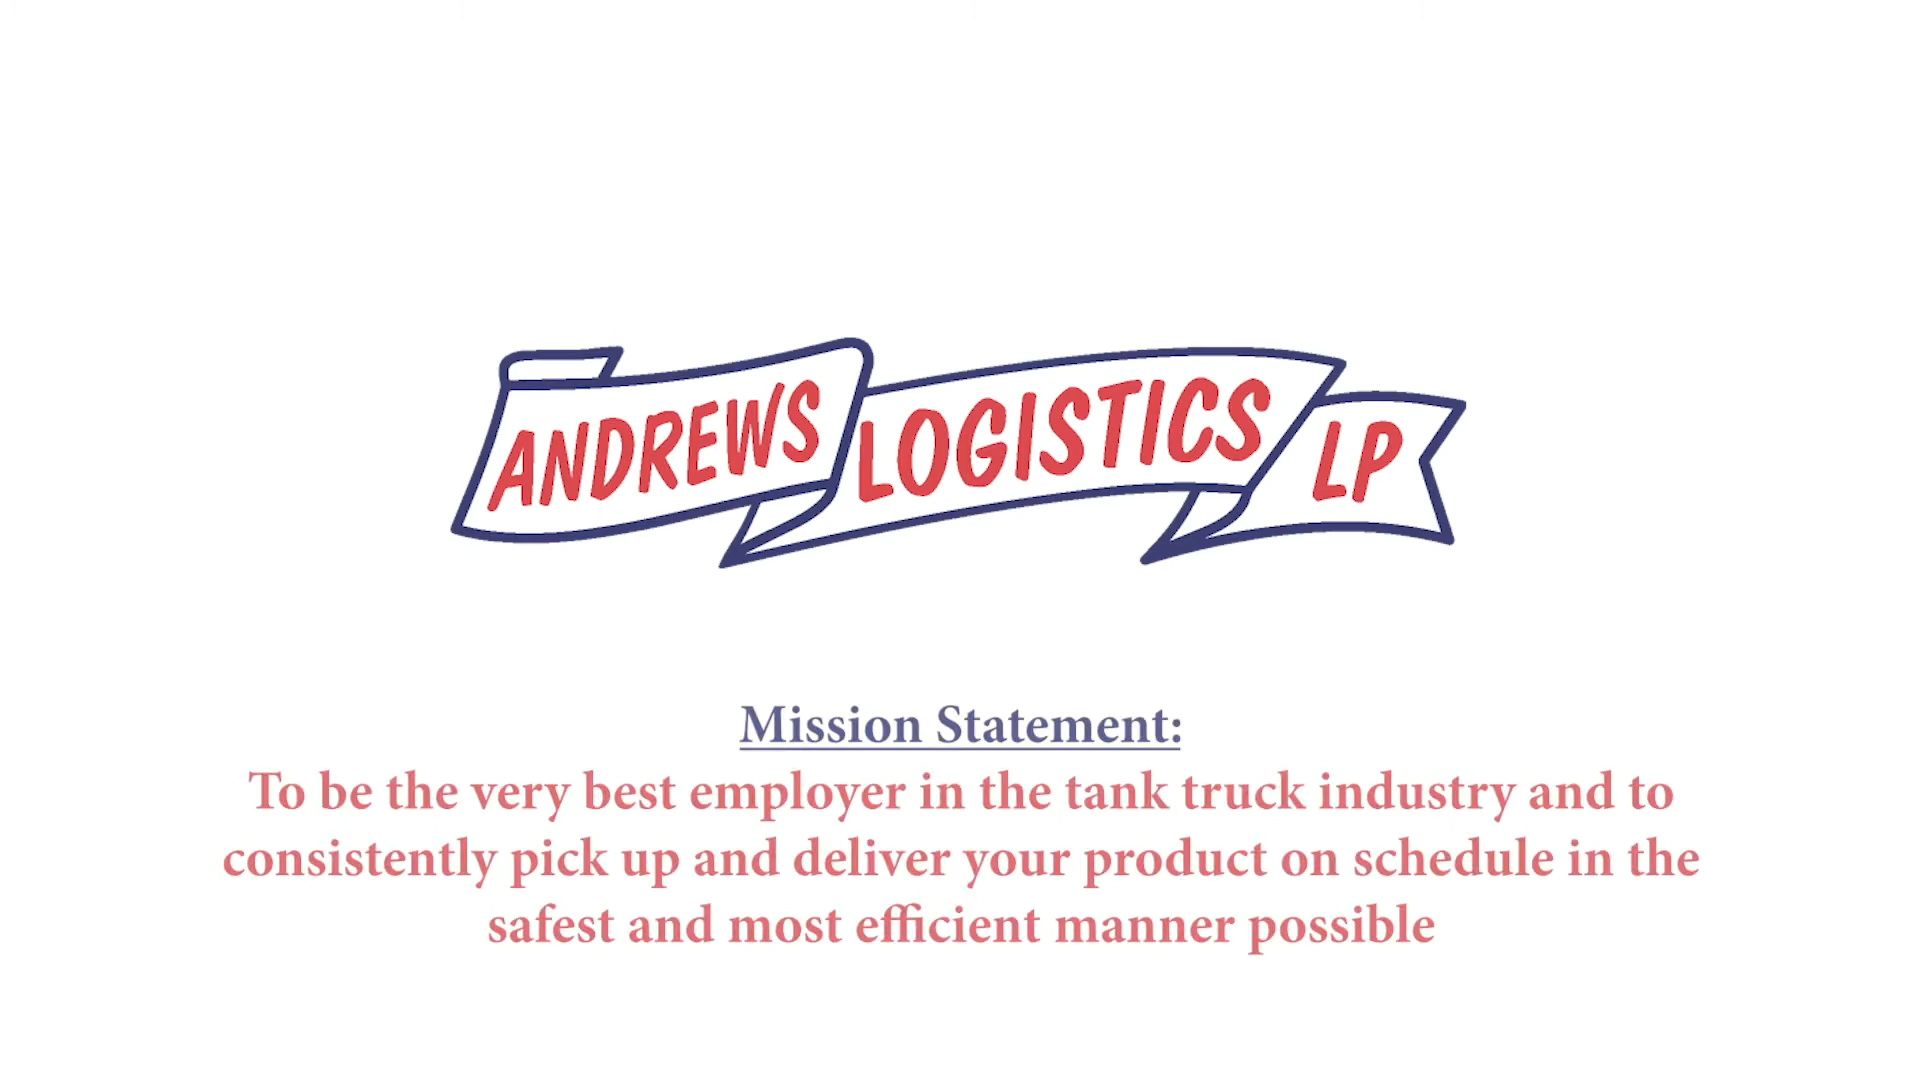 ANDREWS LOGISTICS LP
Mission Statement:
To be the very best employer in the tank truck industry and to
consistently pick up and deliver your product on schedule in the
safest and most efficient manner possible